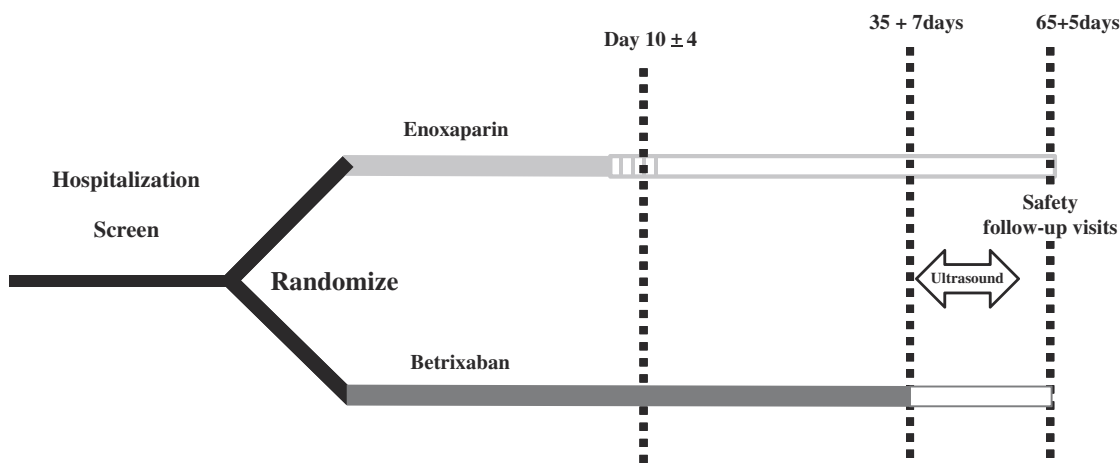 35 + 7days
65+5days
Day 10 ± 4
Enoxaparin
Hospitalization
Screen
Safety
follow-up visits
Randomize
Ultrasound
Betrixaban